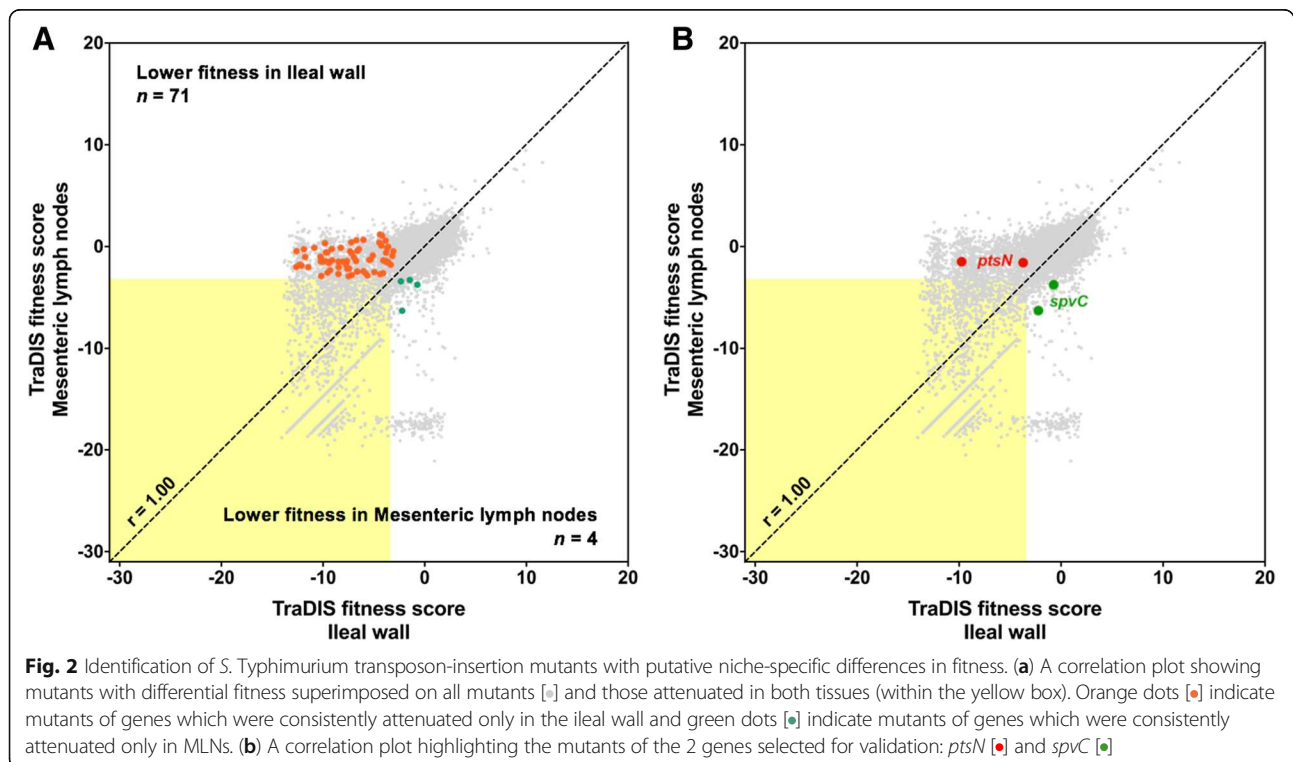 A
Lower fitness in Ileal wall
n = 71
20
10
0
-10
-20
-30
TraDIS fitness score
Mesenteric lymph nodes
r = 1.00
Lower fitness in Mesenteric lymph nodes
n = 4
-30 -20 -10 0 10 20
TraDIS fitness score
Ileal wall
B
20
10
0
-10
-20
-30
TraDIS fitness score
Mesenteric lymph nodes
ptsN
spvC
r = 1.00
-30 -20 -10 0 10 20
TraDIS fitness score
Ileal wall
Fig. 2 Identification of S. Typhimurium transposon-insertion mutants with putative niche-specific differences in fitness. (a) A correlation plot showing
mutants with differential fitness superimposed on all mutants [•] and those attenuated in both tissues (within the yellow box). Orange dots [•] indicate
mutants of genes which were consistently attenuated only in the ileal wall and green dots [•] indicate mutants of genes which were consistently
attenuated only in MLNs. (b) A correlation plot highlighting the mutants of the 2 genes selected for validation: ptsN [•] and spvC [•]